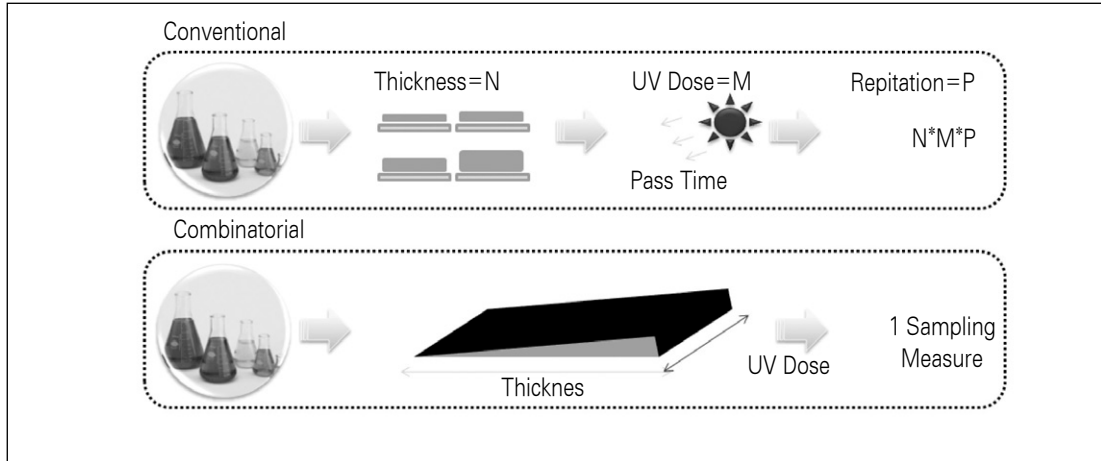 Conventional
Thickness=N
UV Dose=M
Repitation=P
N*M*P
Pass Time
Combinatorial
Thicknes
UV Dose
1 Sampling
Measure